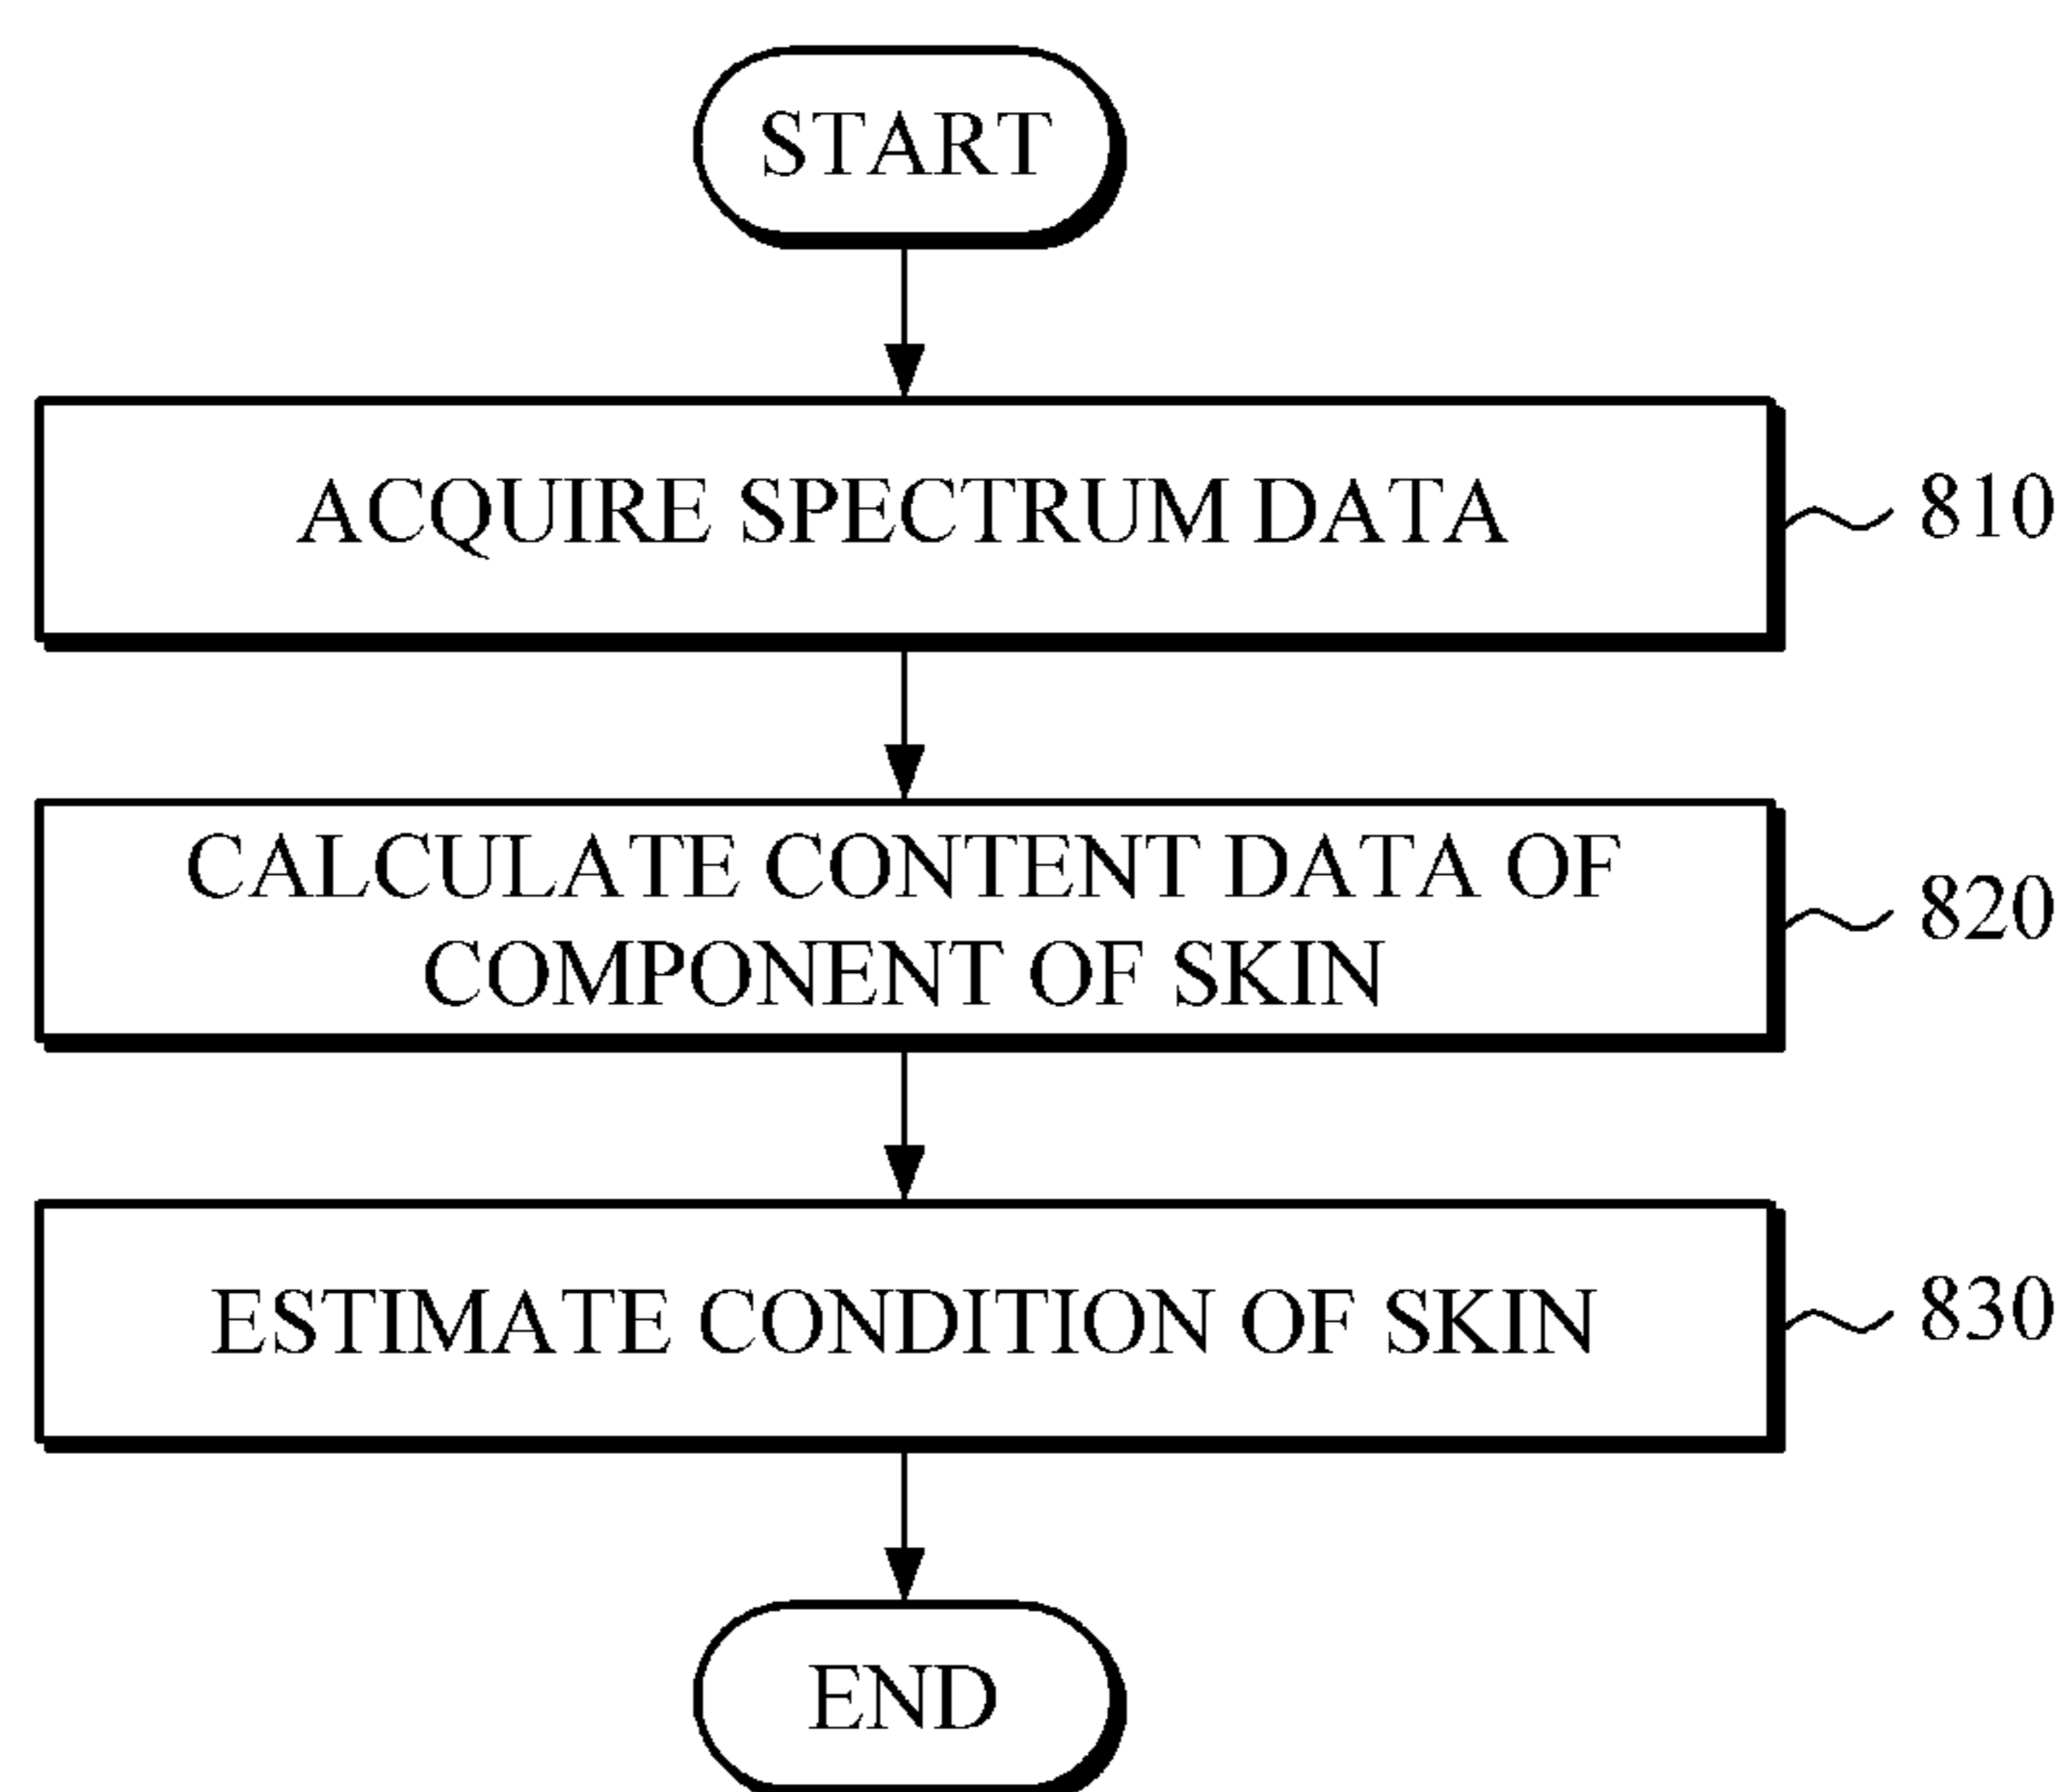 START
ACQUIRE SPECTRUM DATA
810
CALCULATE CONTENT DATA OF
COMPONENT OF SKIN
820
ESTIMATE CONDITION OF SKIN
830
END